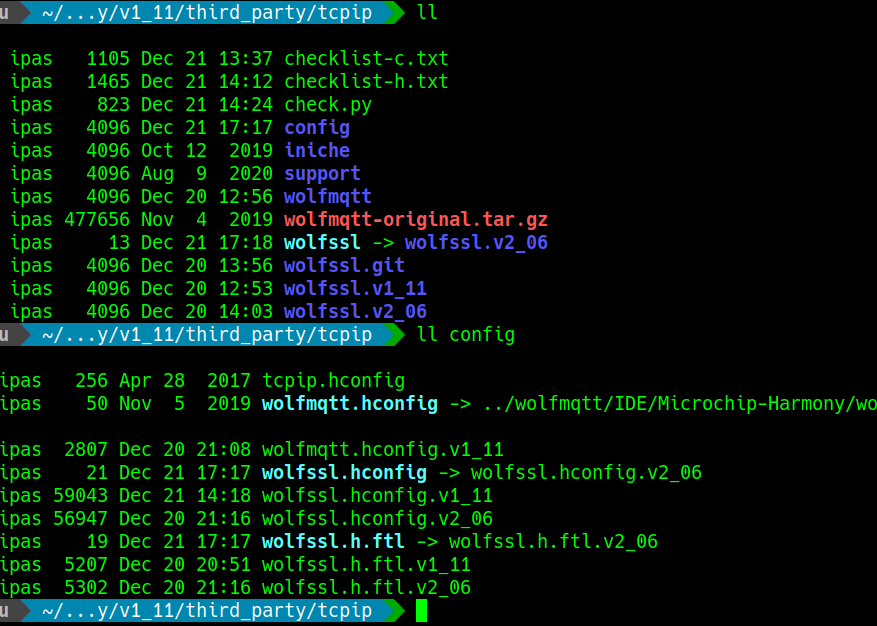 u ~/...y/v1_11/third_party/tcpip ll
ipas 1105 Dec 21 13:37 checklist-c.txt
ipas 1465 Dec 21 14:12 checklist-h.txt
ipas 823 Dec 21 14:24 check.py
ipas 4096 Dec 21 17:17 config
ipas 4096 Oct 12 2019 iniche
ipas 4096 Aug 9 2020 support
ipas 4096 Dec 20 12:56 wolfmqtt
ipas 477656 Nov 4 2019 wolfmqtt-original.tar.gz
ipas 13 Dec 21 17:18 wolfssl -> wolfssl.v2_06
ipas 4096 Dec 20 13:56 wolfssl.git
ipas 4096 Dec 20 12:53 wolfssl.v1_11
ipas 4096 Dec 20 14:03 wolfssl.v2_06
u ~/...y/v1_11/third_party/tcpip ll config
ipas 256 Apr 28 2017 tcpip.hconfig
ipas 50 Nov 5 2019 wolfmqtt.hconfig -> ../wolfmqtt/IDE/Microchip-Harmony/wo
ipas 2807 Dec 20 21:08 wolfmqtt.hconfig.v1_11
ipas 21 Dec 21 17:17 wolfssl.hconfig -> wolfssl.hconfig.v2_06
ipas 59043 Dec 21 14:18 wolfssl.hconfig.v1_11
ipas 56947 Dec 20 21:16 wolfssl.hconfig.v2_06
ipas 19 Dec 21 17:17 wolfssl.h.ftl -> wolfssl.h.ftl.v2_06
ipas 5207 Dec 20 20:51 wolfssl.h.ftl.v1_11
ipas 5302 Dec 20 21:16 wolfssl.h.ftl.v2_06
u ~/...y/v1_11/third_party/tcpip